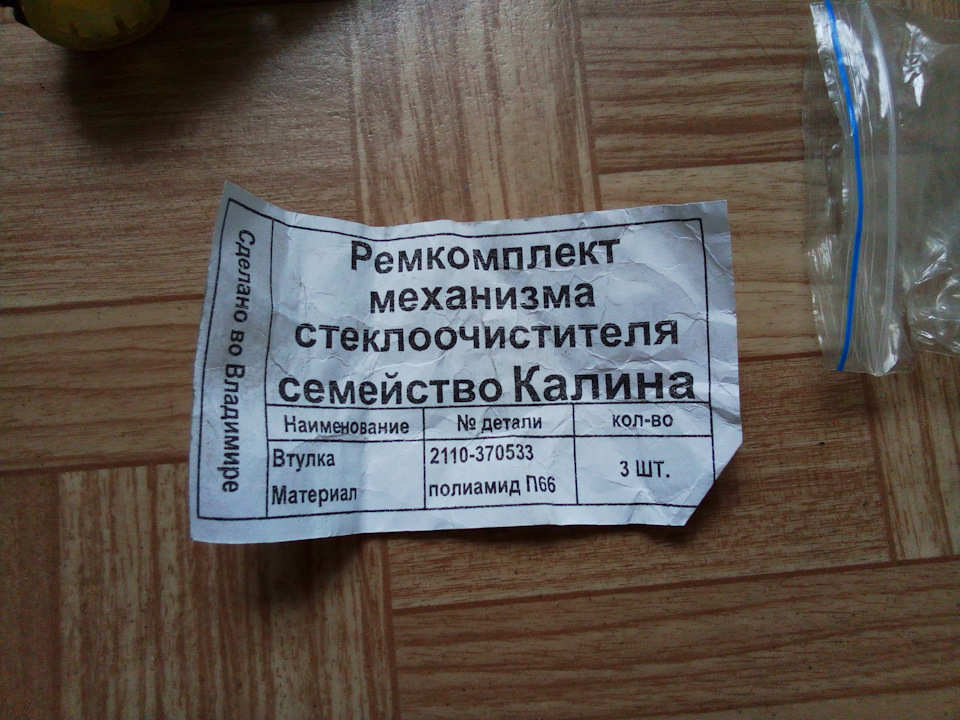 Сделано во Владимире
Ремкомплект
механизма
стеклоочистителя
семейство Калина
Наименование № детали кол-во
Втулка 2110-370533 3 ШТ.
Материал полиамид П66